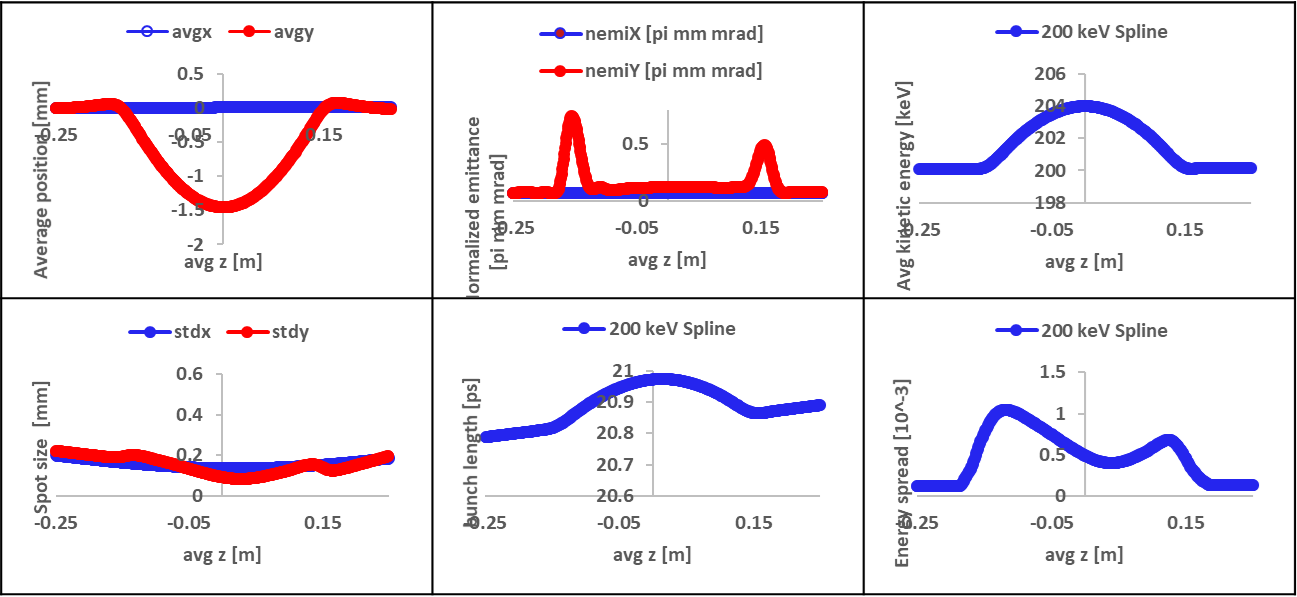 avgx avgy
Average position [mm]
0.5
0
-0.5
-1
-1.5
-2
-0.25 -0.05 0.15
avg z [m]
nemiX [pi mm mrad]
nemiY [pi mm mrad]
[pi mm mrad]
0.5
0
-0.25 -0.05 0.15
avg z [m]
200 keV Spline
Avg kinetic energy [keV]
206
204
202
200
198
-0.25 -0.05 0.15
avg z [m]
stdx stdy
Spot size [mm]
0.6
0.4
0.2
0
-0.25 -0.05 0.15
avg z [m]
200 keV Spline
bunch length [ps]
21
20.9
20.8
20.7
20.6
-0.25 -0.05 0.15
avg z [m]
200 keV Spline
Energy spread [10^-3]
1.5
1
0.5
0
-0.25 -0.05 0.15
avg z [m]